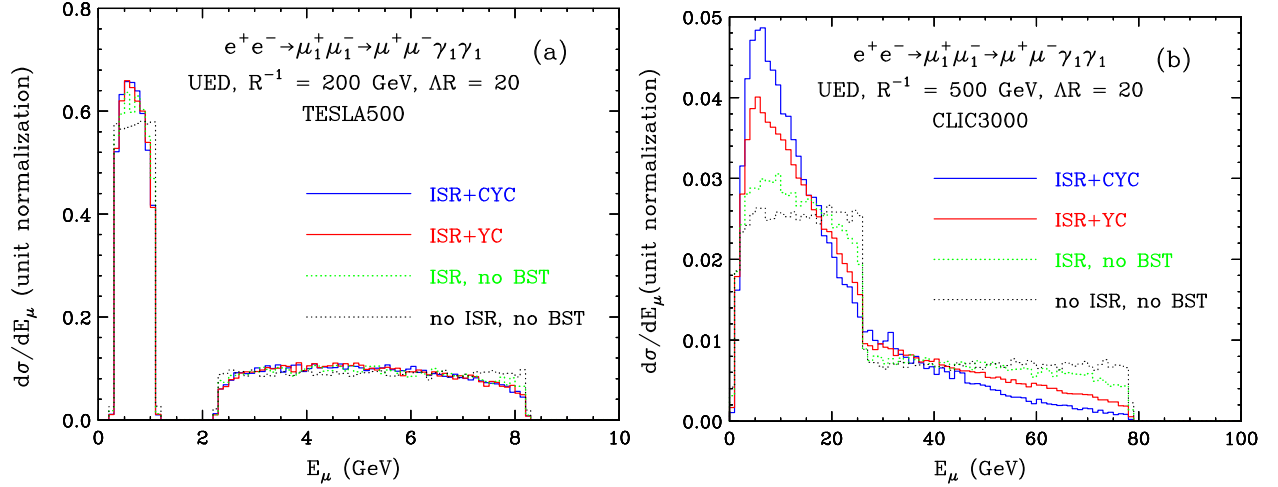 e⁺e⁻→μ₁⁺μ₁⁻→μ⁺μ⁻γ₁γ₁ (a)
UED, R⁻¹ = 200 GeV, ΛR = 20
TESLA500
ISR+CYC
ISR+YC
ISR, no BST
no ISR, no BST
dσ/dE_μ (unit normalization)
0.8
0.6
0.4
0.2
0.0
0 2 4 6 8 10
E_μ (GeV)
e⁺e⁻→μ₁⁺μ₁⁻→μ⁺μ⁻γ₁γ₁ (b)
UED, R⁻¹ = 500 GeV, ΛR = 20
CLIC3000
ISR+CYC
ISR+YC
ISR, no BST
no ISR, no BST
dσ/dE_μ(unit normalization)
0.05
0.04
0.03
0.02
0.01
0.00
0 20 40 60 80 100
E_μ (GeV)